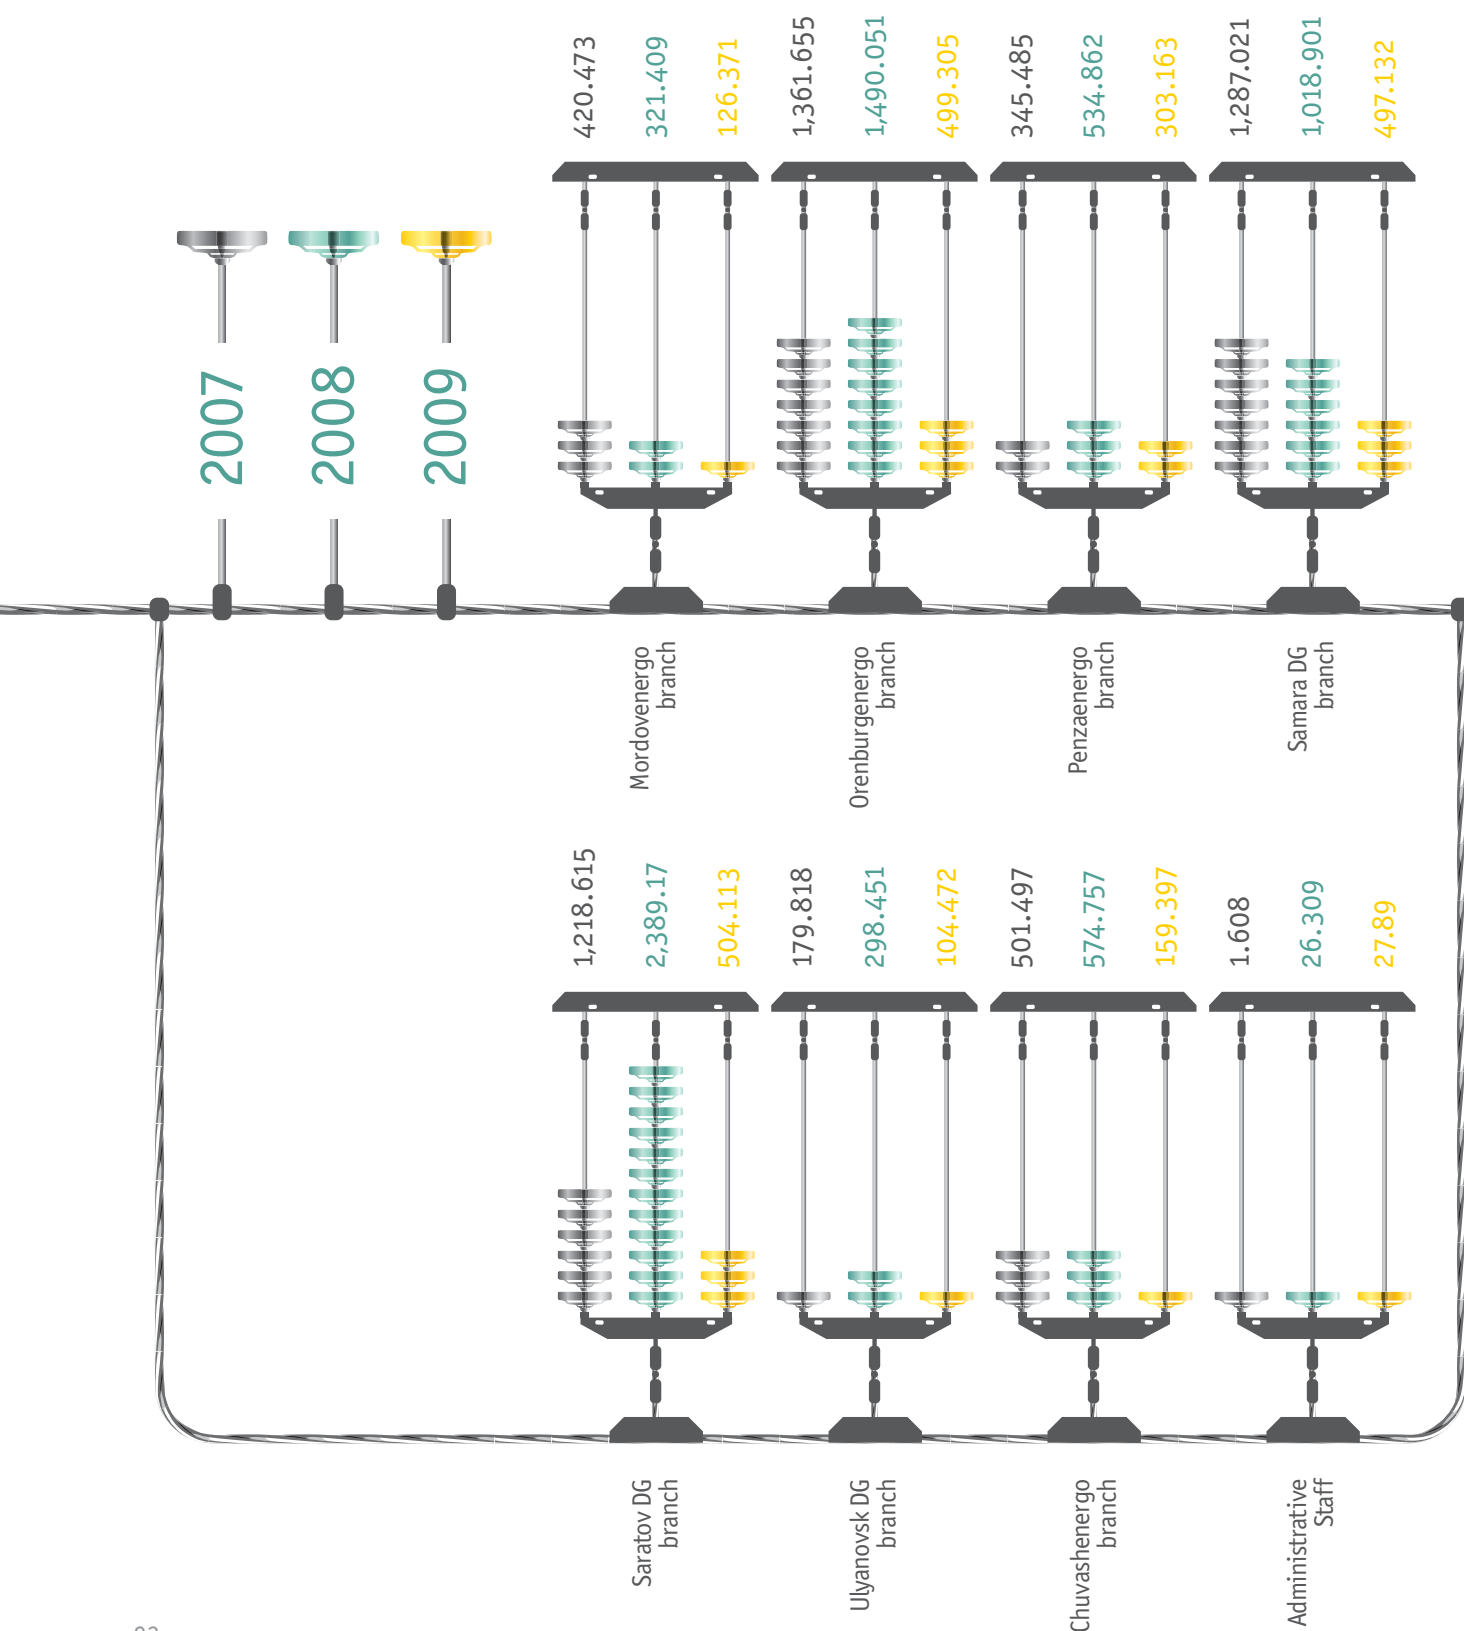 2007
2008
2009
420.473
321.409
126.371
Mordovenergo
branch
1,361.655
1,490.051
499.305
Orenburgenergo
branch
345.485
534.862
303.163
Penzaenergo
branch
1,287.021
1,018.901
497.132
Samara DG
branch
1,218.615
2,389.17
504.113
Saratov DG
branch
179.818
298.451
104.472
Ulyanovsk DG
branch
501.497
574.757
159.397
Chuvashenergo
branch
1.608
26.309
27.89
Administrative
Staff